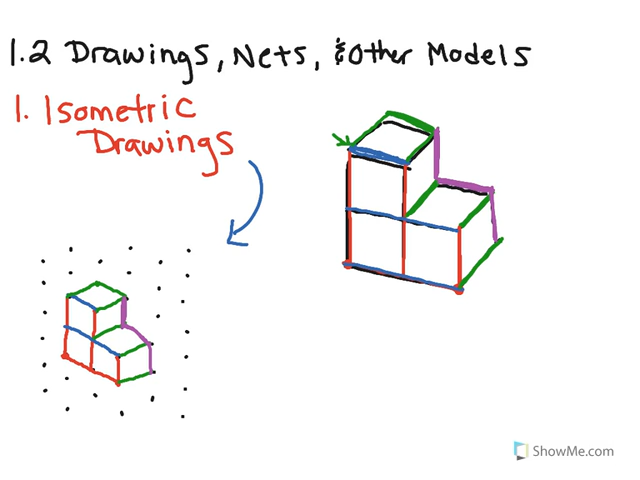 1.2 Drawings, Nets, & Other Models
1. Isometric
Drawings
ShowMe.com